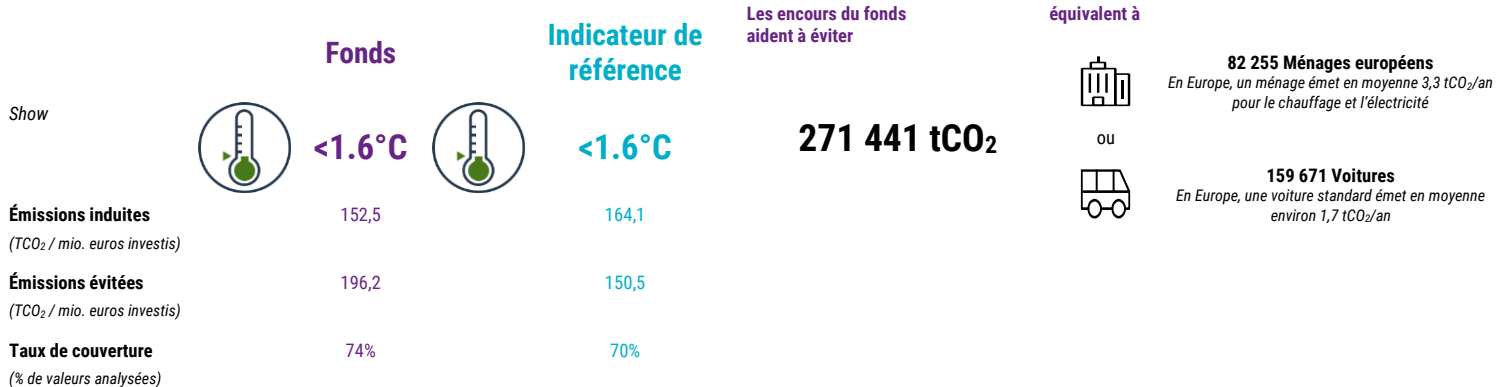 Fonds
Indicateur de
référence
Les encours du fonds
aident à éviter
équivalent à
Show
<1.6°C
<1.6°C
271 441 tCO₂
82 255 Ménages européens
En Europe, un ménage émet en moyenne 3,3 tCO₂/an
pour le chauffage et l'électricité
ou
159 671 Voitures
En Europe, une voiture standard émet en moyenne
environ 1,7 tCO₂/an
Émissions induites 152,5 164,1
(TCO₂ / mio. euros investis)
Émissions évitées 196,2 150,5
(TCO₂ / mio. euros investis)
Taux de couverture 74% 70%
(% de valeurs analysées)